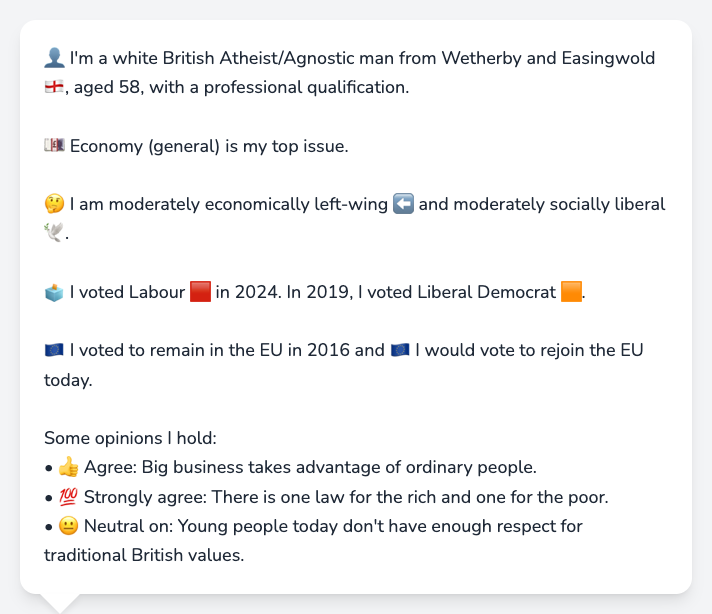 👤 I'm a white British Atheist/Agnostic man from Wetherby and Easingwold
🏴󠁧󠁢󠁥󠁮󠁧󠁿, aged 58, with a professional qualification.
💷 Economy (general) is my top issue.
🤔 I am moderately economically left-wing ⬅️ and moderately socially liberal
🕊️.
🗳️ I voted Labour 🟥 in 2024. In 2019, I voted Liberal Democrat 🟧.
🇪🇺 I voted to remain in the EU in 2016 and 🇪🇺 I would vote to rejoin the EU
today.
Some opinions I hold:
• 👍 Agree: Big business takes advantage of ordinary people.
• 💯 Strongly agree: There is one law for the rich and one for the poor.
• 😐 Neutral on: Young people today don't have enough respect for
traditional British values.